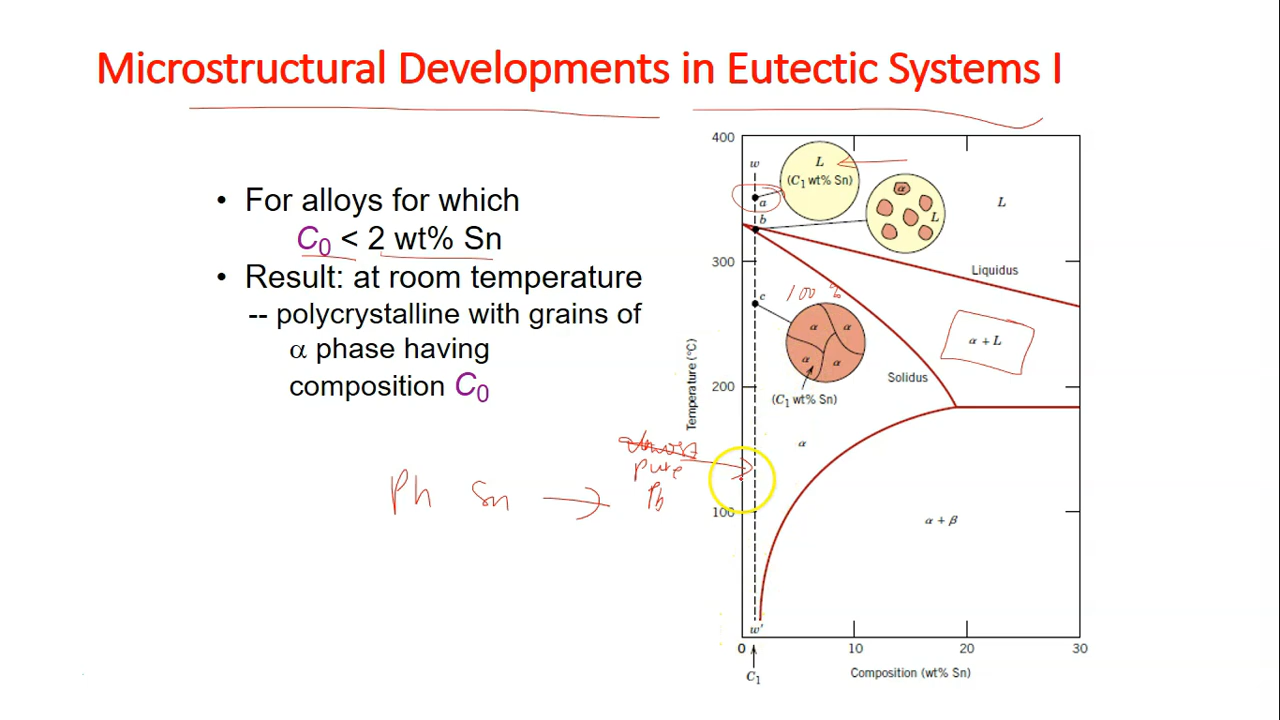 Microstructural Developments in Eutectic Systems I
• For alloys for which
C0 < 2 wt% Sn
• Result: at room temperature
-- polycrystalline with grains of
α phase having
composition C0
Pb Sn →
almost
pure
Pb
400
300
200
100
Temperature (°C)
w
a
b
c
L
(C1 wt% Sn)
α
L
L
Liquidus
100 %
α α
α α
(C1 wt% Sn)
α + L
Solidus
α
α + β
w'
0 10 20 30
C1
Composition (wt% Sn)